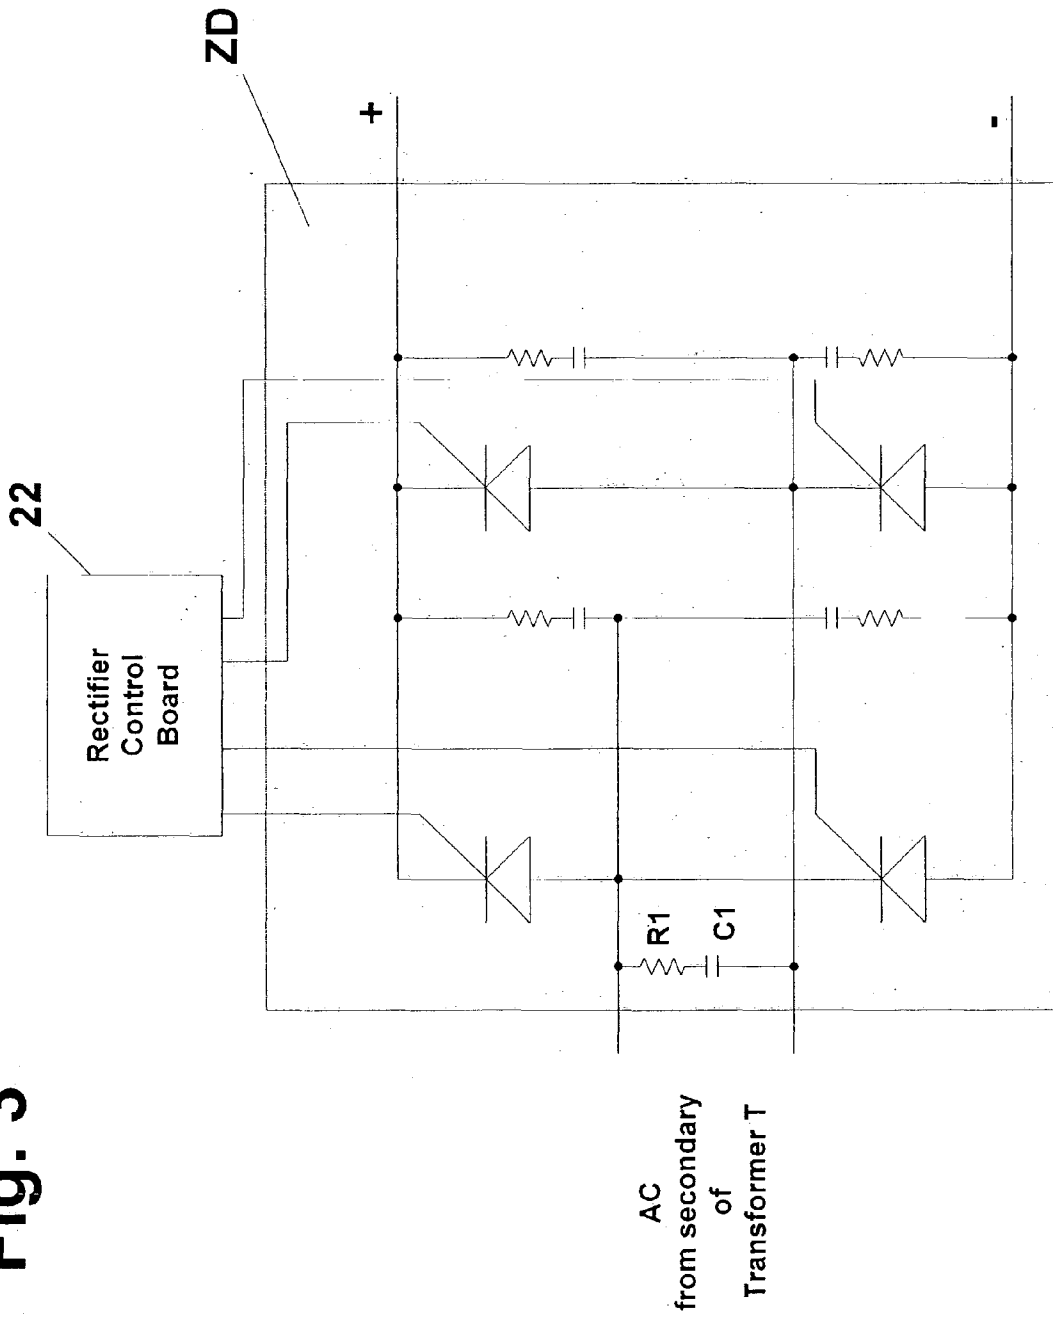 Fig. 3
22
ZD
Rectifier
Control
Board
+
-
R1
C1
AC
from secondary
of
Transformer T